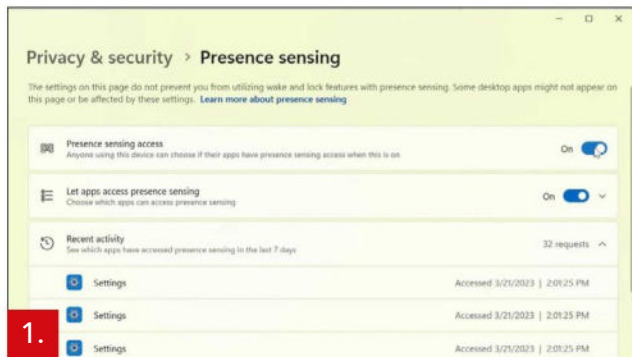 Privacy & security > Presence sensing
The settings on this page do not prevent you from utilizing wake and lock features with presence sensing. Some desktop apps might not appear on
this page or be affected by these settings. Learn more about presence sensing
Presence sensing access
Anyone using this device can choose if their apps have presence sensing access when this is on
On
Let apps access presence sensing
Choose which apps can access presence sensing
On
Recent activity
See which apps have accessed presence sensing in the last 7 days
32 requests
Settings
Accessed 3/21/2023 | 2:01:25 PM
Settings
Accessed 3/21/2023 | 2:01:25 PM
Settings
Accessed 3/21/2023 | 2:01:25 PM
1.